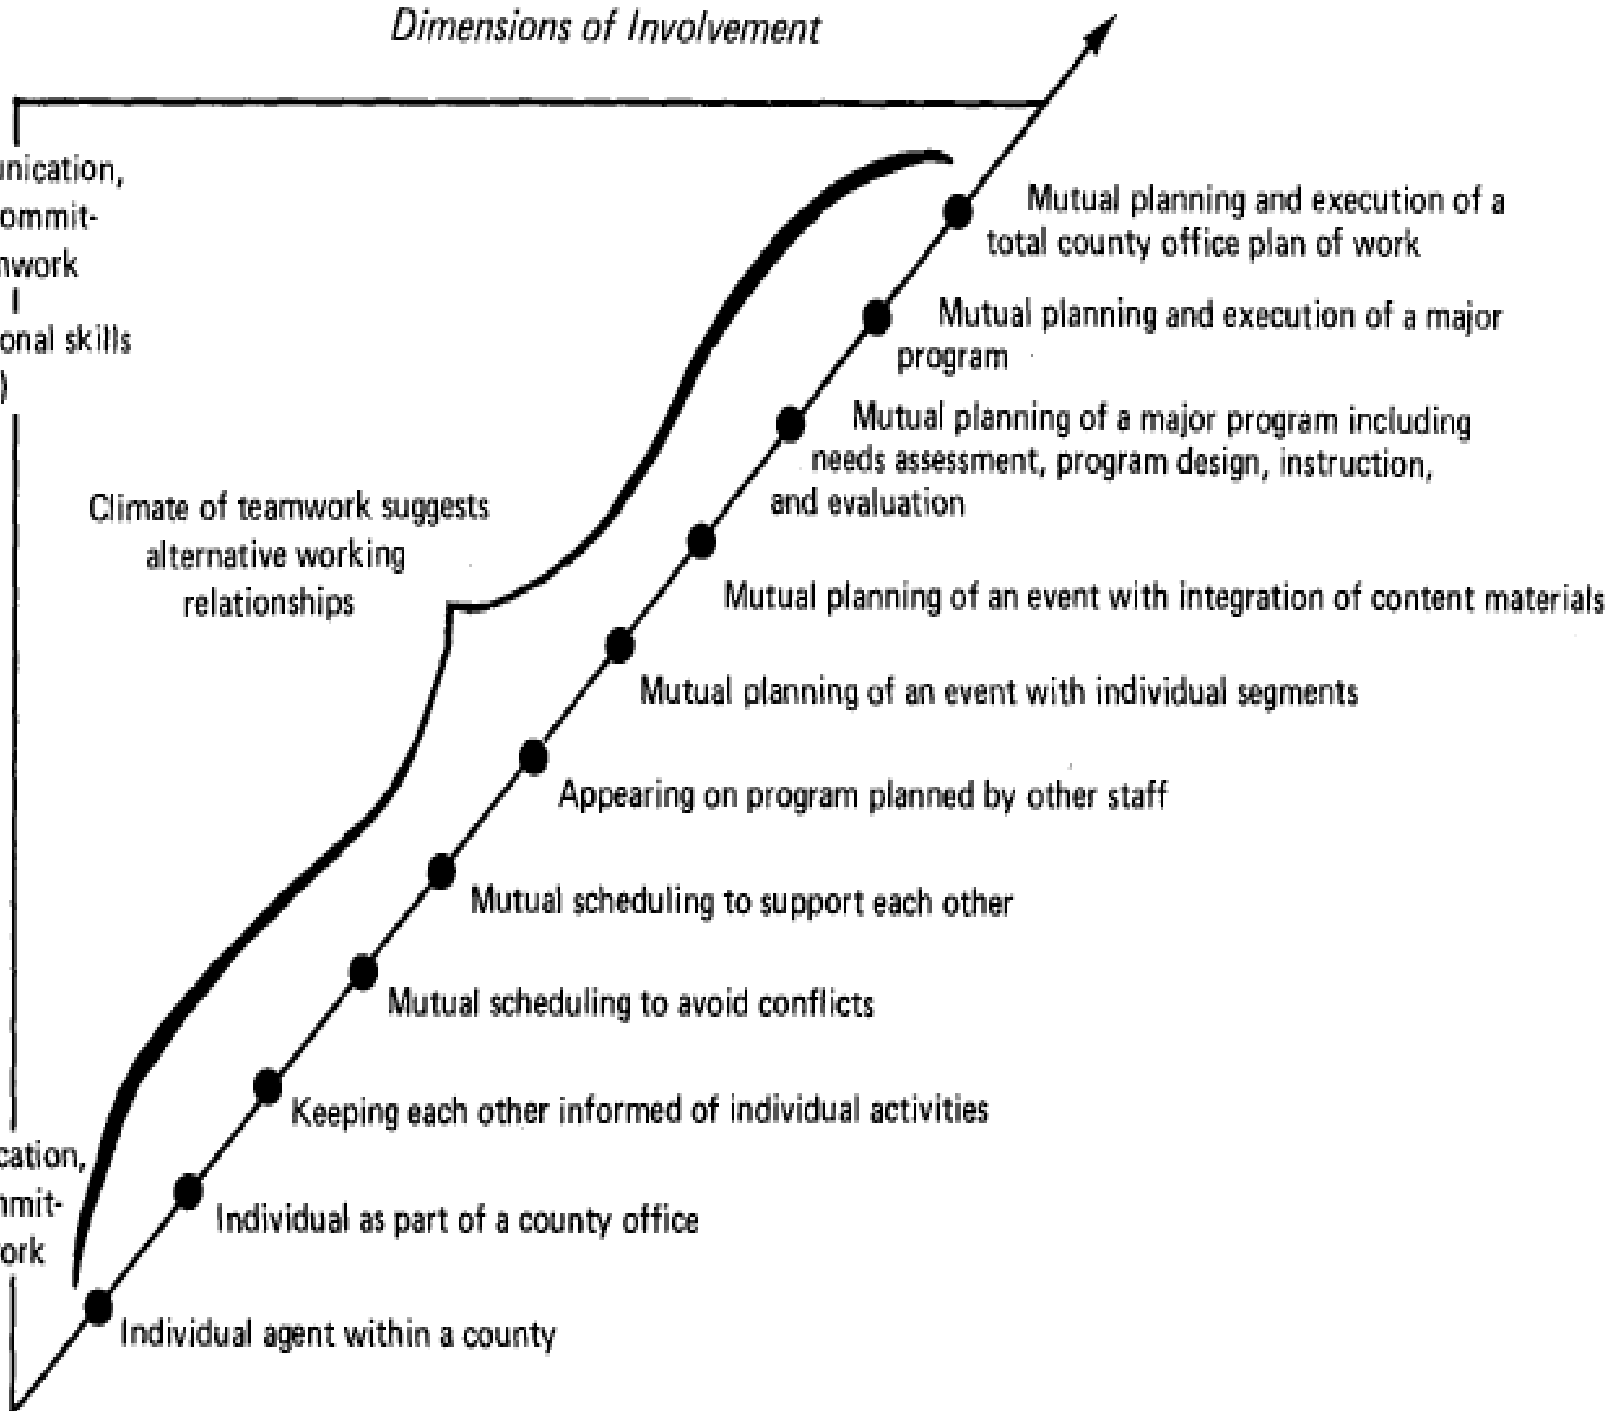 Dimensions of Involvement
ommit-
onal skills
)
Mutual planning and execution of a
total county office plan of work
Mutual planning and execution of a major
program
Mutual planning of a major program including
needs assessment, program design, instruction,
and evaluation
Climate of teamwork suggests
alternative working
relationships
Mutual planning of an event with integration of content materials
Mutual planning of an event with individual segments
Appearing on program planned by other staff
Mutual scheduling to support each other
Mutual scheduling to avoid conflicts
Keeping each other informed of individual activities
cation,
mmit-
ork
Individual as part of a county office
Individual agent within a county